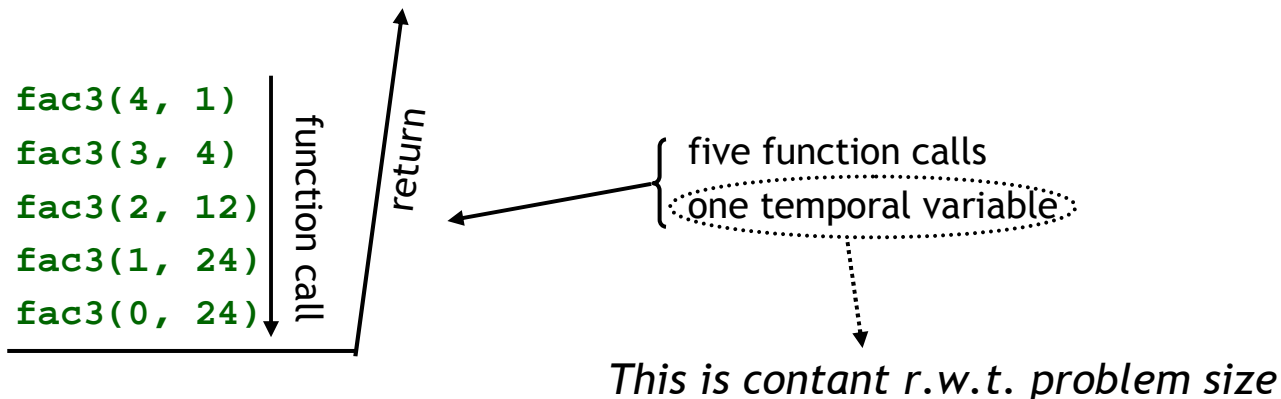 fac3(4, 1)
fac3(3, 4)
fac3(2, 12)
fac3(1, 24)
fac3(0, 24)
function call
return
five function calls
one temporal variable
This is contant r.w.t. problem size